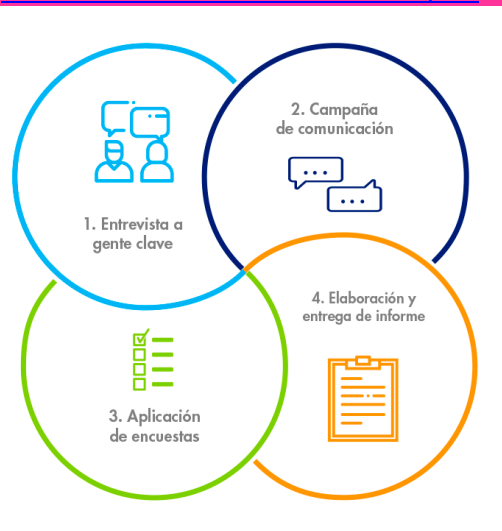 1. Entrevista a
gente clave
2. Campaña
de comunicación
3. Aplicación
de encuestas
4. Elaboración y
entrega de informe